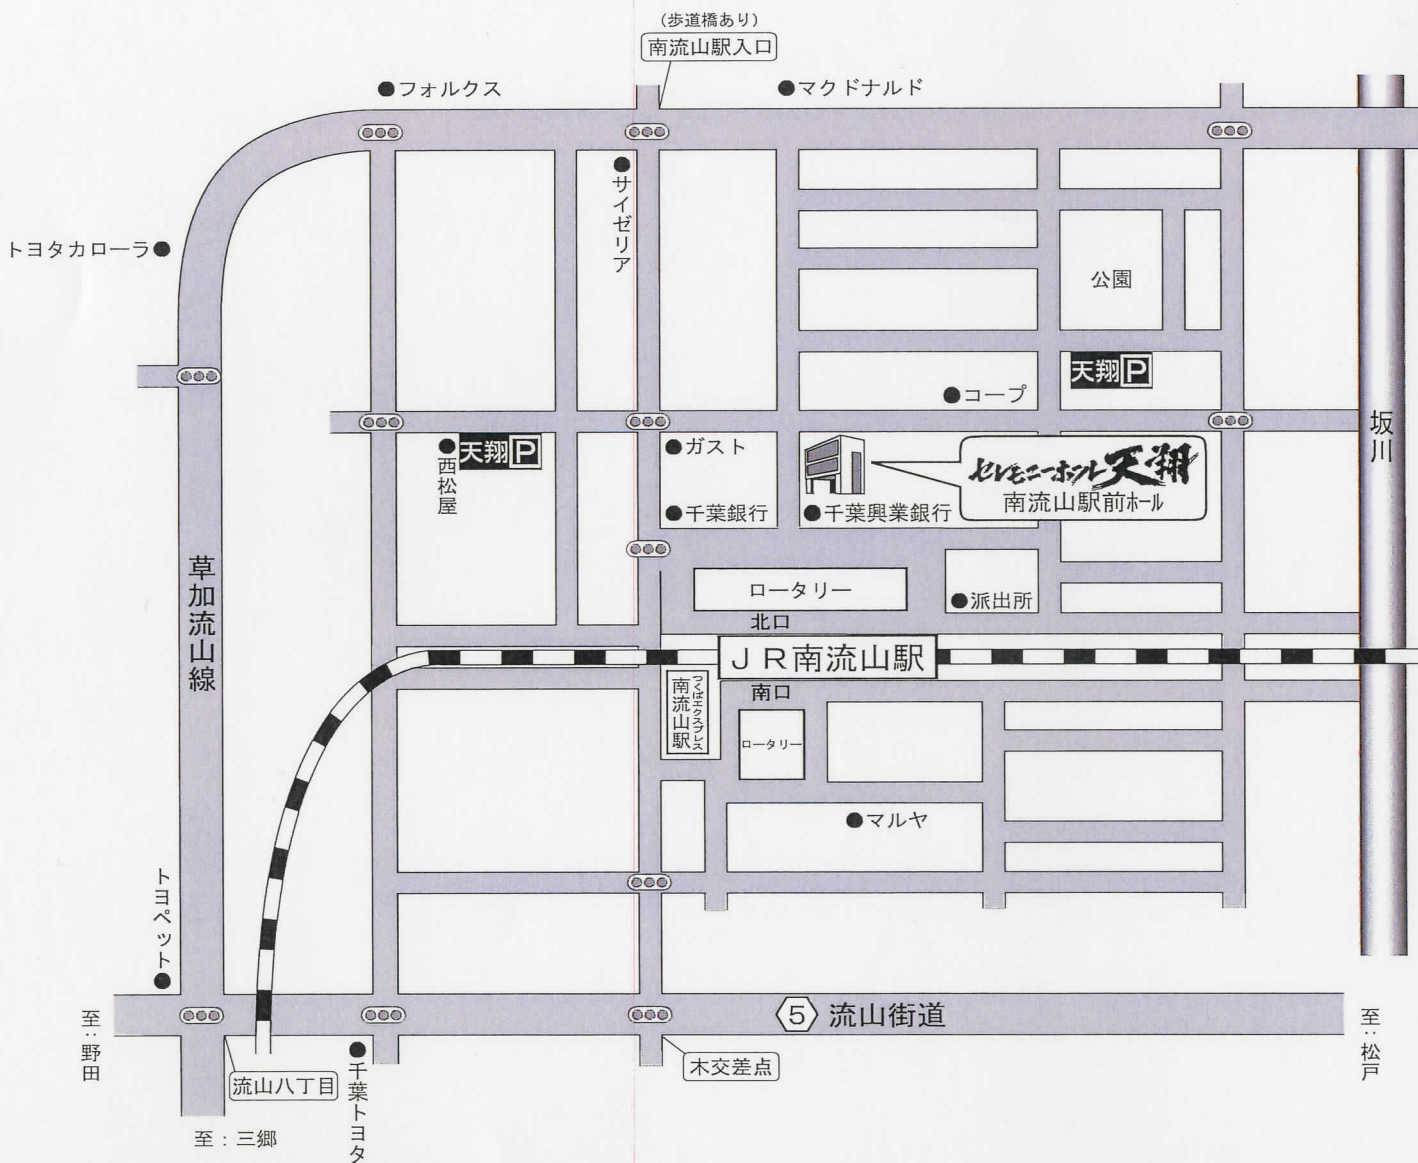 (歩道橋あり)
南流山駅入口
フォルクス
マクドナルド
サイゼリア
トヨタカローラ
公園
天翔P
コープ
坂川
西松屋
天翔P
ガスト
セレモニーホール天翔
南流山駅前ホール
千葉銀行
千葉興業銀行
草加流山線
ロータリー
派出所
北口
JR南流山駅
つくばエクスプレス
南流山駅
南口
ロータリー
マルヤ
トヨペット
5 流山街道
至:野田
至:松戸
流山八丁目
千葉トヨタ
木交差点
至:三郷